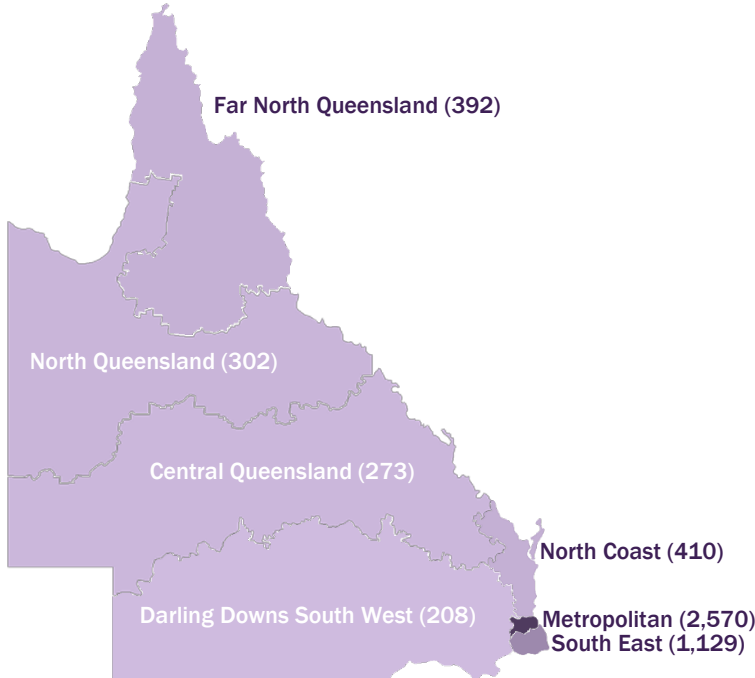 Far North Queensland (392)
North Queensland (302)
Central Queensland (273)
North Coast (410)
Darling Downs South West (208)
Metropolitan (2,570)
South East (1,129)